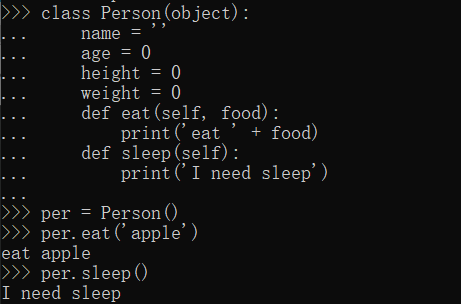 >>> class Person(object):
...     name = ''
...     age = 0
...     height = 0
...     weight = 0
...     def eat(self, food):
...         print('eat ' + food)
...     def sleep(self):
...         print('I need sleep')
...
>>> per = Person()
>>> per.eat('apple')
eat apple
>>> per.sleep()
I need sleep